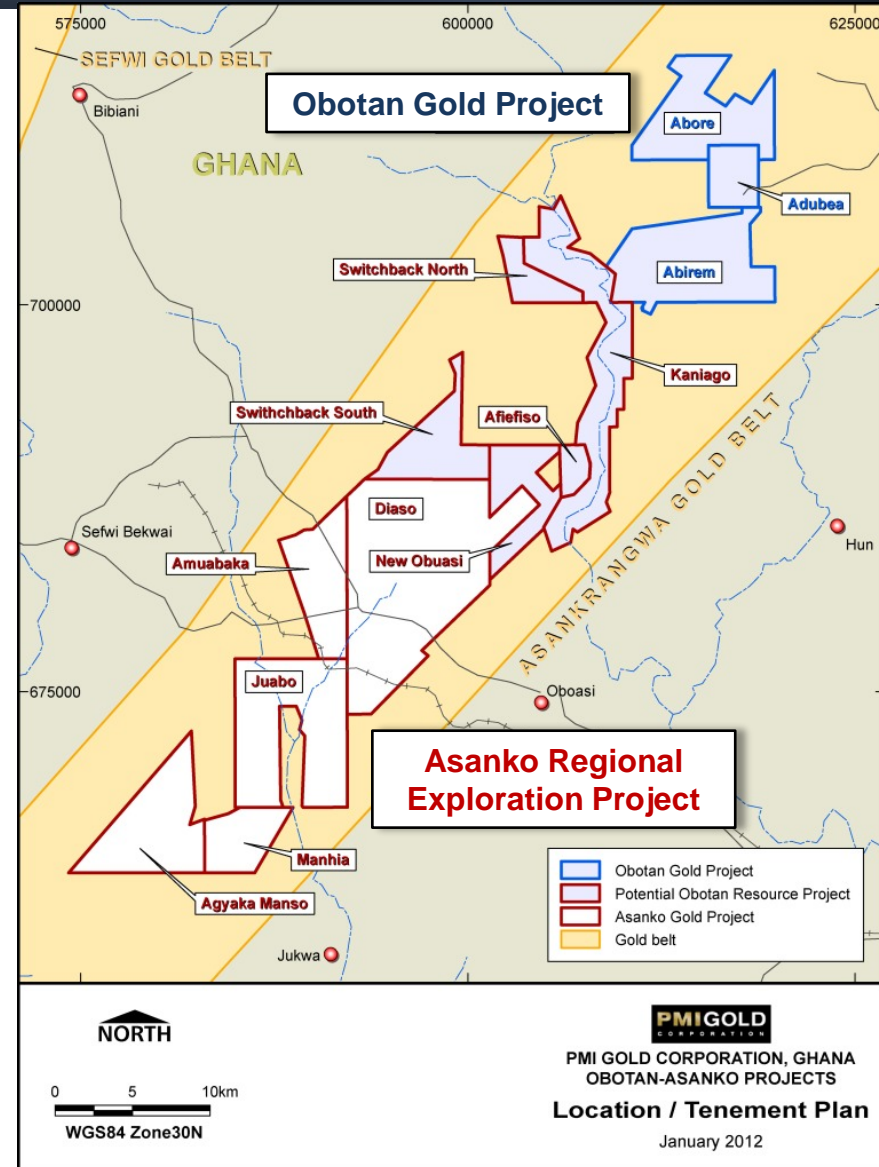 575000
600000
625000
SEFWI GOLD BELT
Bibiani
Obotan Gold Project
GHANA
Abore
Adubea
Switchback North
Abirem
700000
Kaniago
Swithchback South
Afiefiso
Diaso
Sefwi Bekwai
Amuabaka
New Obuasi
Hun
ASANKRANGWA GOLD BELT
675000
Juabo
Oboasi
Asanko Regional
Exploration Project
Manhia
Agyaka Manso
Jukwa
Obotan Gold Project
Potential Obotan Resource Project
Asanko Gold Project
Gold belt
NORTH
0 5 10km
WGS84 Zone30N
PMIGOLD
CORPORATION
PMI GOLD CORPORATION, GHANA
OBOTAN-ASANKO PROJECTS
Location / Tenement Plan
January 2012